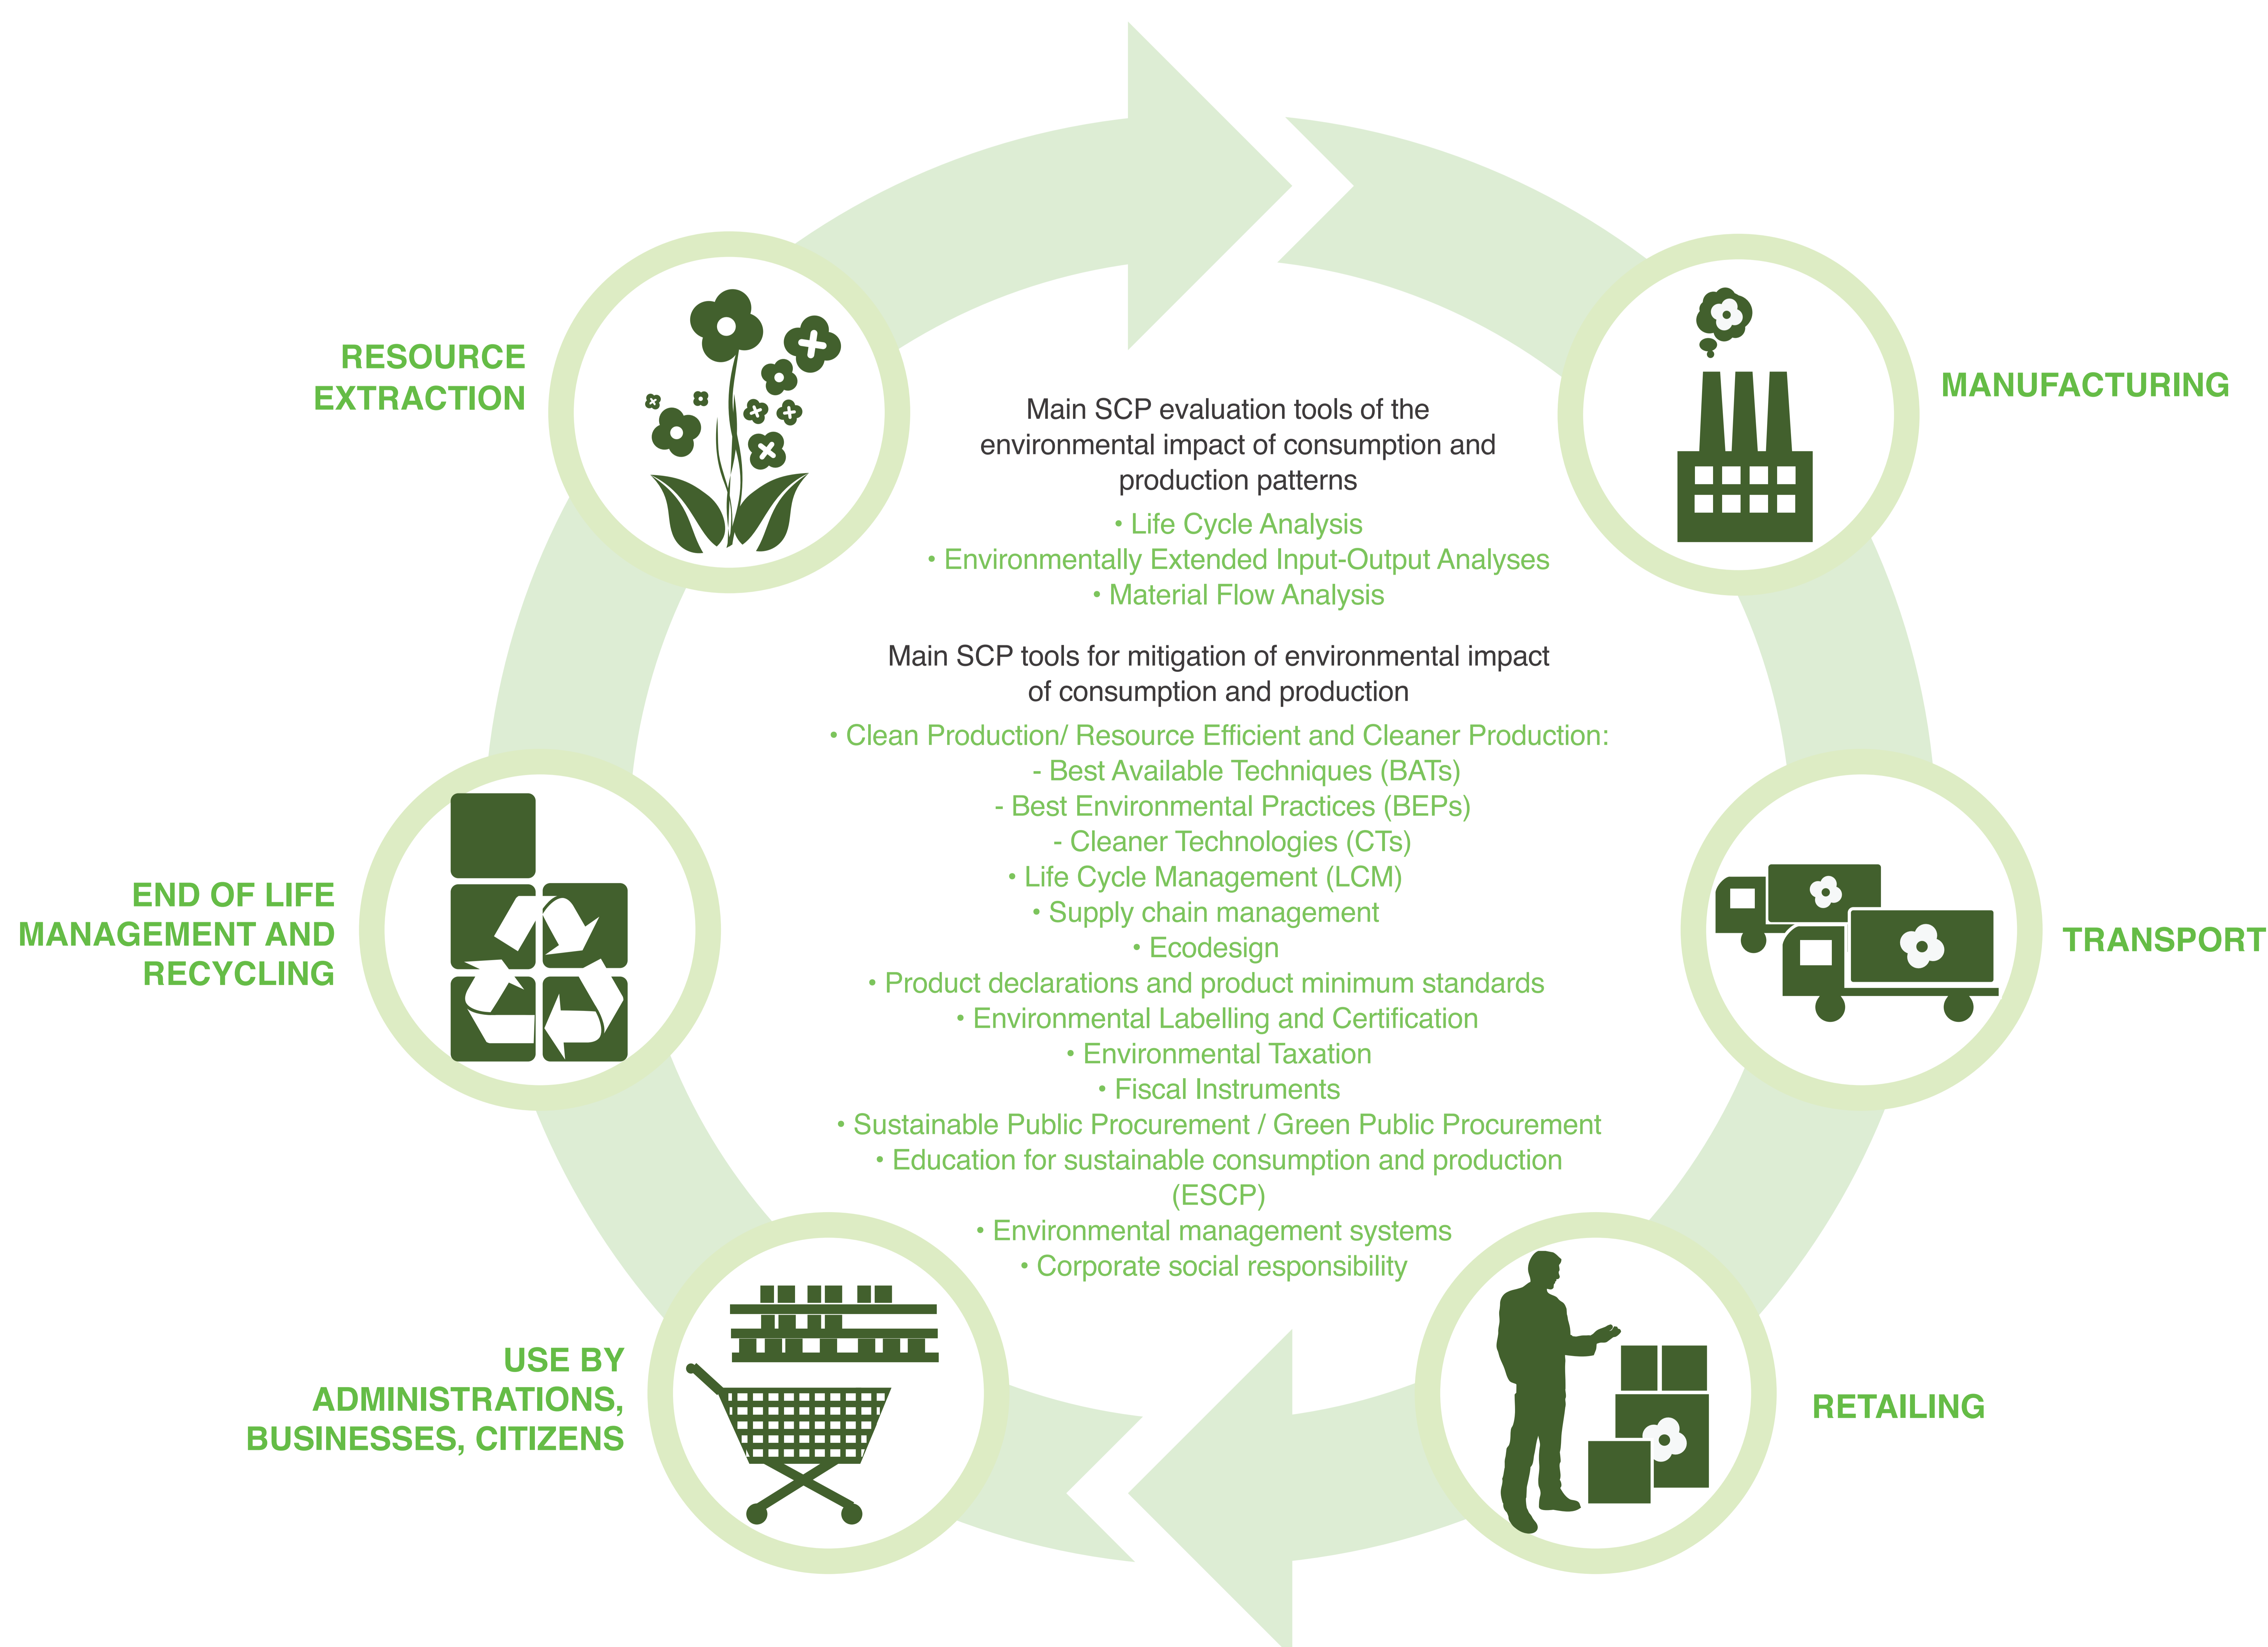 RESOURCE
EXTRACTION
MANUFACTURING
Main SCP evaluation tools of the
environmental impact of consumption and
production patterns
• Life Cycle Analysis
• Environmentally Extended Input-Output Analyses
• Material Flow Analysis
Main SCP tools for mitigation of environmental impact
of consumption and production
• Clean Production/ Resource Efficient and Cleaner Production:
- Best Available Techniques (BATs)
- Best Environmental Practices (BEPs)
- Cleaner Technologies (CTs)
• Life Cycle Management (LCM)
• Supply chain management
• Ecodesign
• Product declarations and product minimum standards
• Environmental Labelling and Certification
• Environmental Taxation
• Fiscal Instruments
• Sustainable Public Procurement / Green Public Procurement
• Education for sustainable consumption and production
(ESCP)
• Environmental management systems
• Corporate social responsibility
END OF LIFE
MANAGEMENT AND
RECYCLING
TRANSPORT
USE BY
ADMINISTRATIONS,
BUSINESSES, CITIZENS
RETAILING